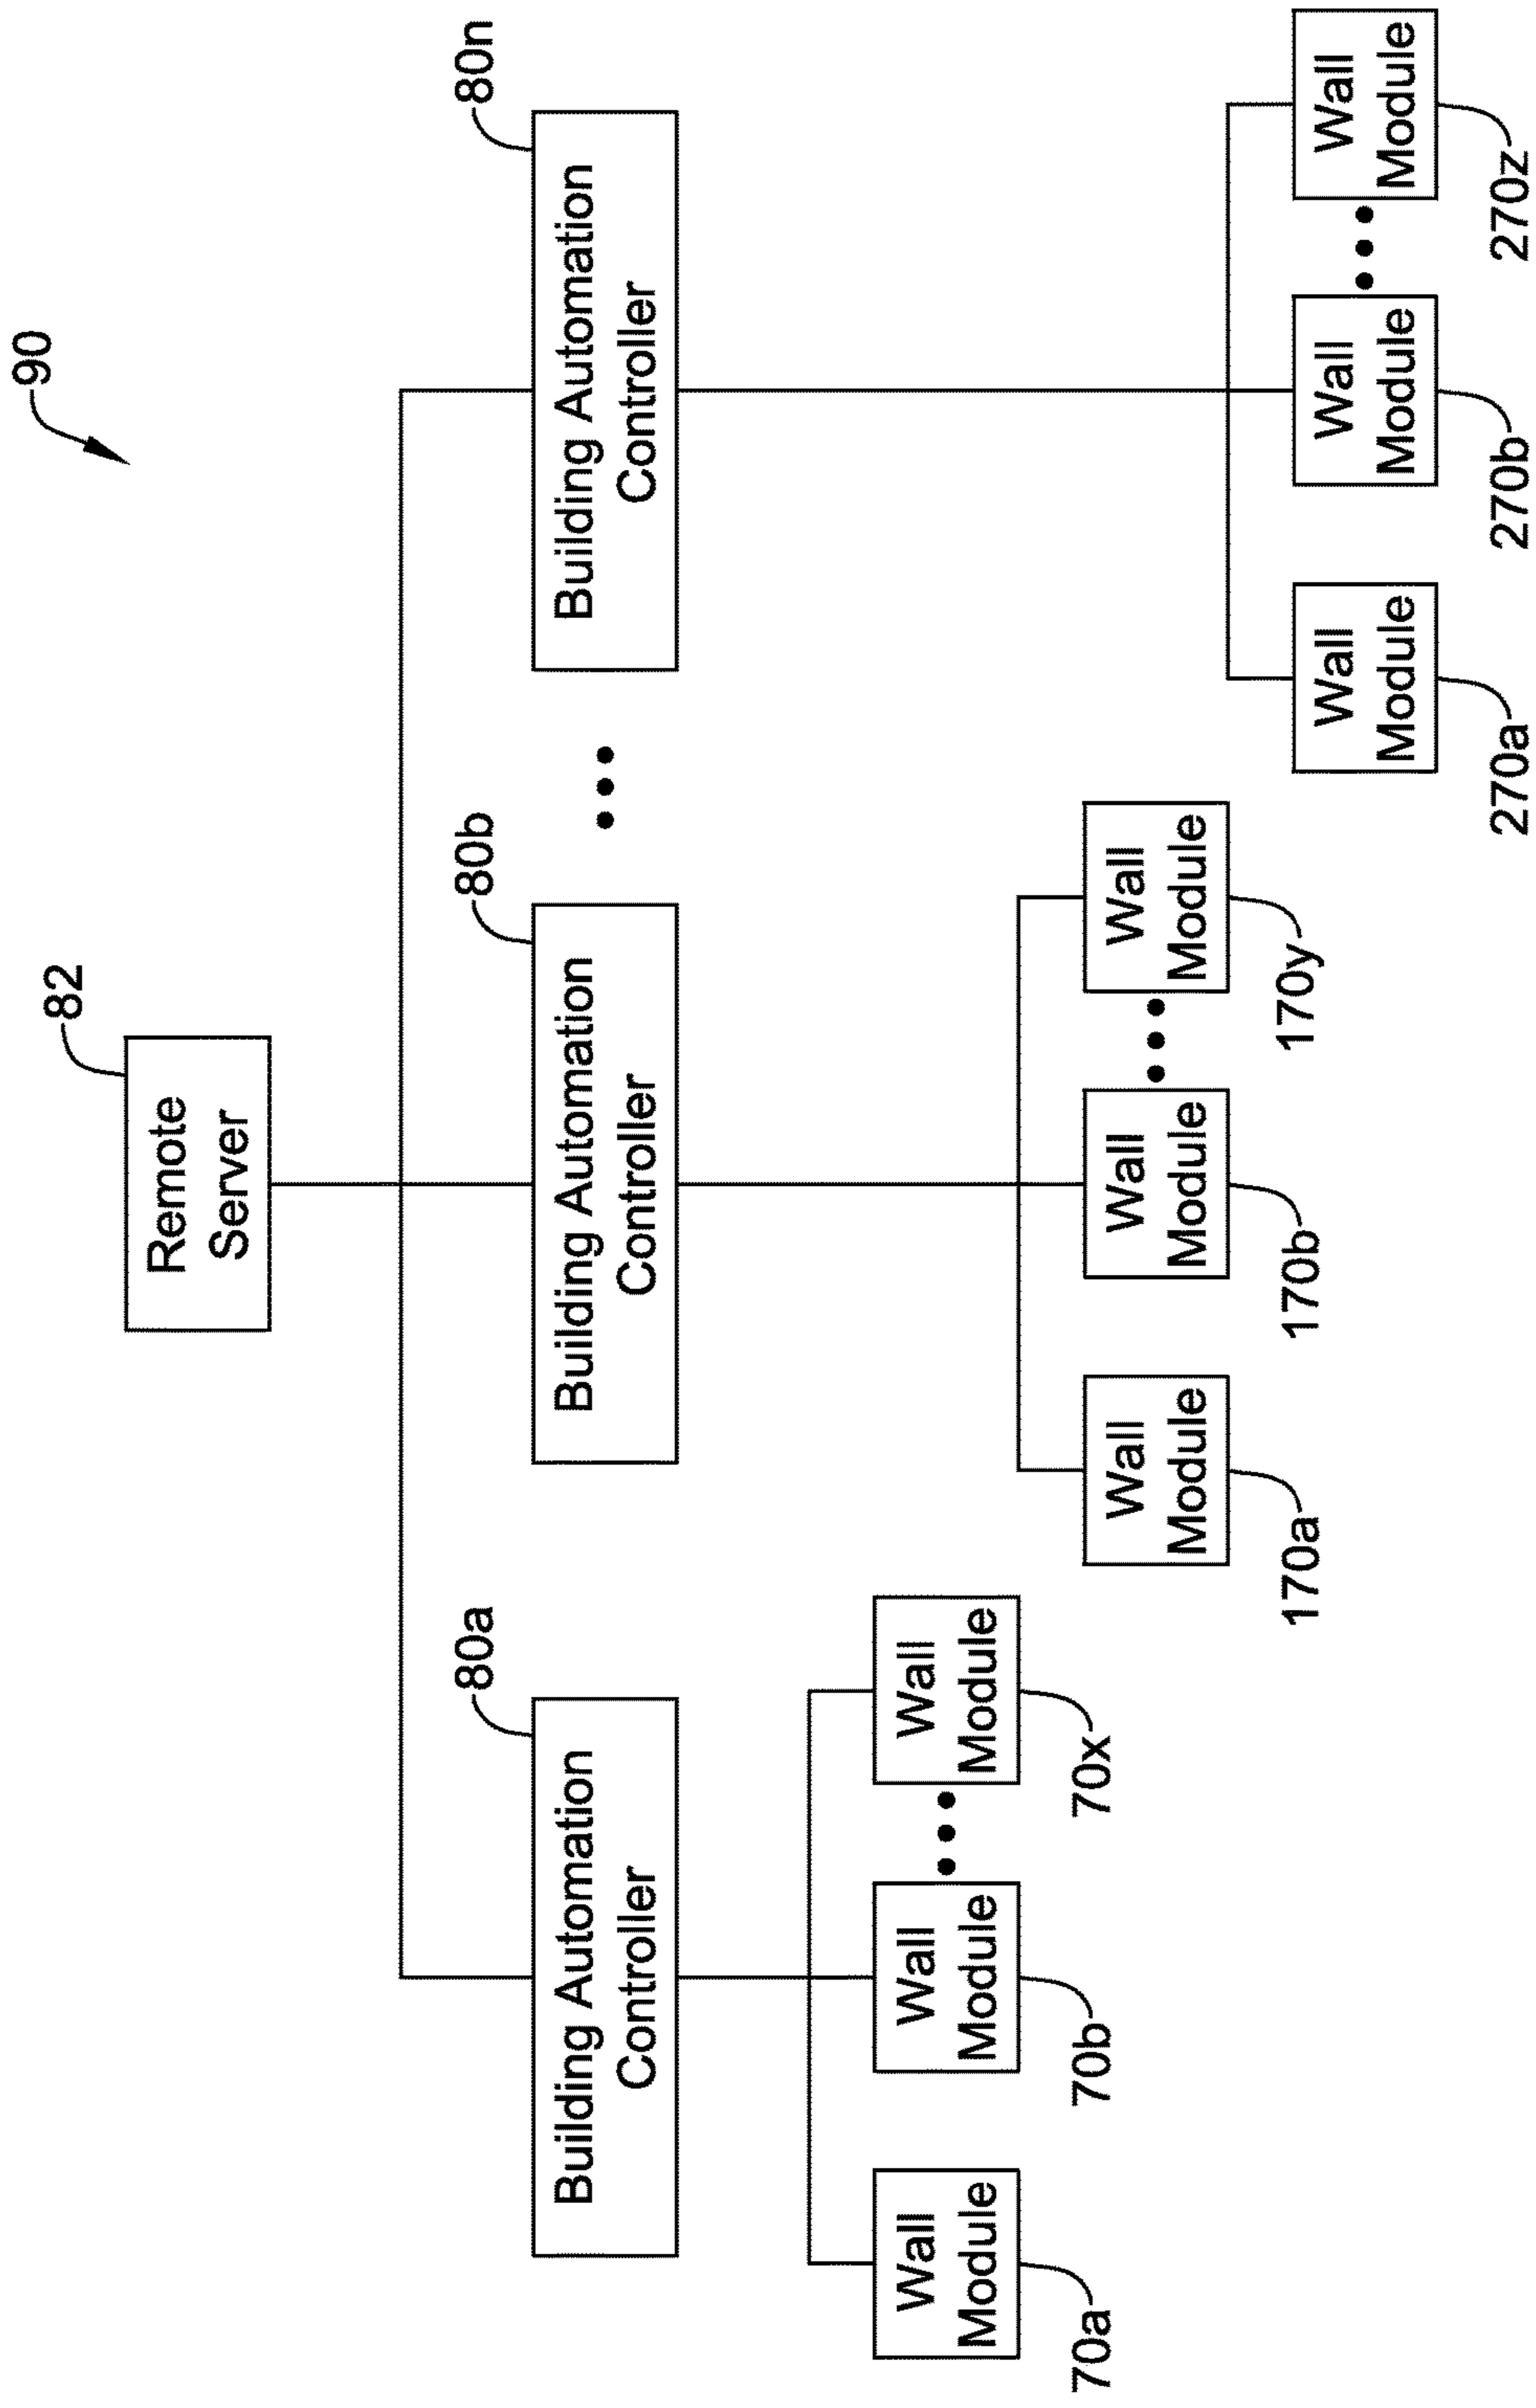 90
Remote
Server
82
Building Automation
Controller
80a
Building Automation
Controller
80b
Building Automation
Controller
80n
Wall
Module
70a
Wall
Module
70b
Wall
Module
70x
Wall
Module
170a
Wall
Module
170b
Wall
Module
170y
Wall
Module
270a
Wall
Module
270b
Wall
Module
270z